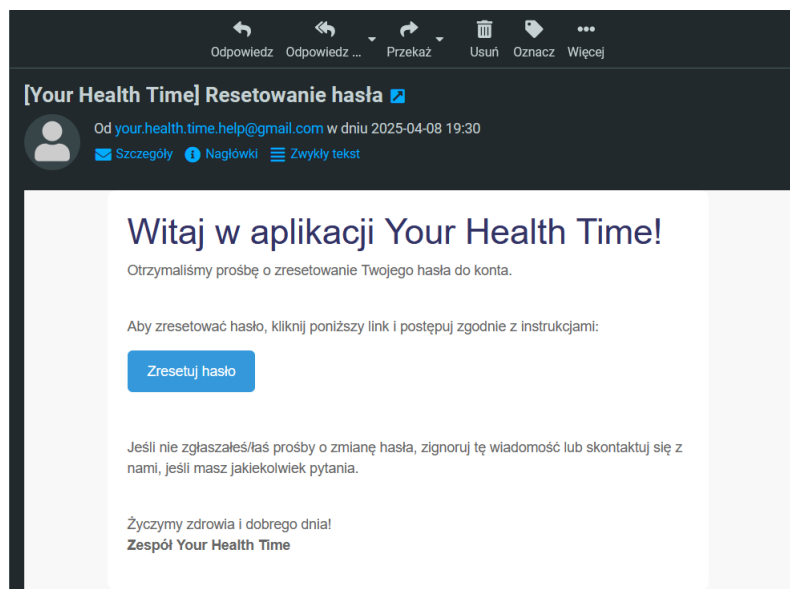 Odpowiedz Odpowiedz ... Przekaż Usuń Oznacz Więcej
[Your Health Time] Resetowanie hasła
Od your.health.time.help@gmail.com w dniu 2025-04-08 19:30
Szczegóły Nagłówki Zwykły tekst
Witaj w aplikacji Your Health Time!
Otrzymaliśmy prośbę o zresetowanie Twojego hasła do konta.
Aby zresetować hasło, kliknij poniższy link i postępuj zgodnie z instrukcjami:
Zresetuj hasło
Jeśli nie zgłaszałeś/łaś prośby o zmianę hasła, zignoruj tę wiadomość lub skontaktuj się z
nami, jeśli masz jakiekolwiek pytania.
Życzymy zdrowia i dobrego dnia!
Zespół Your Health Time